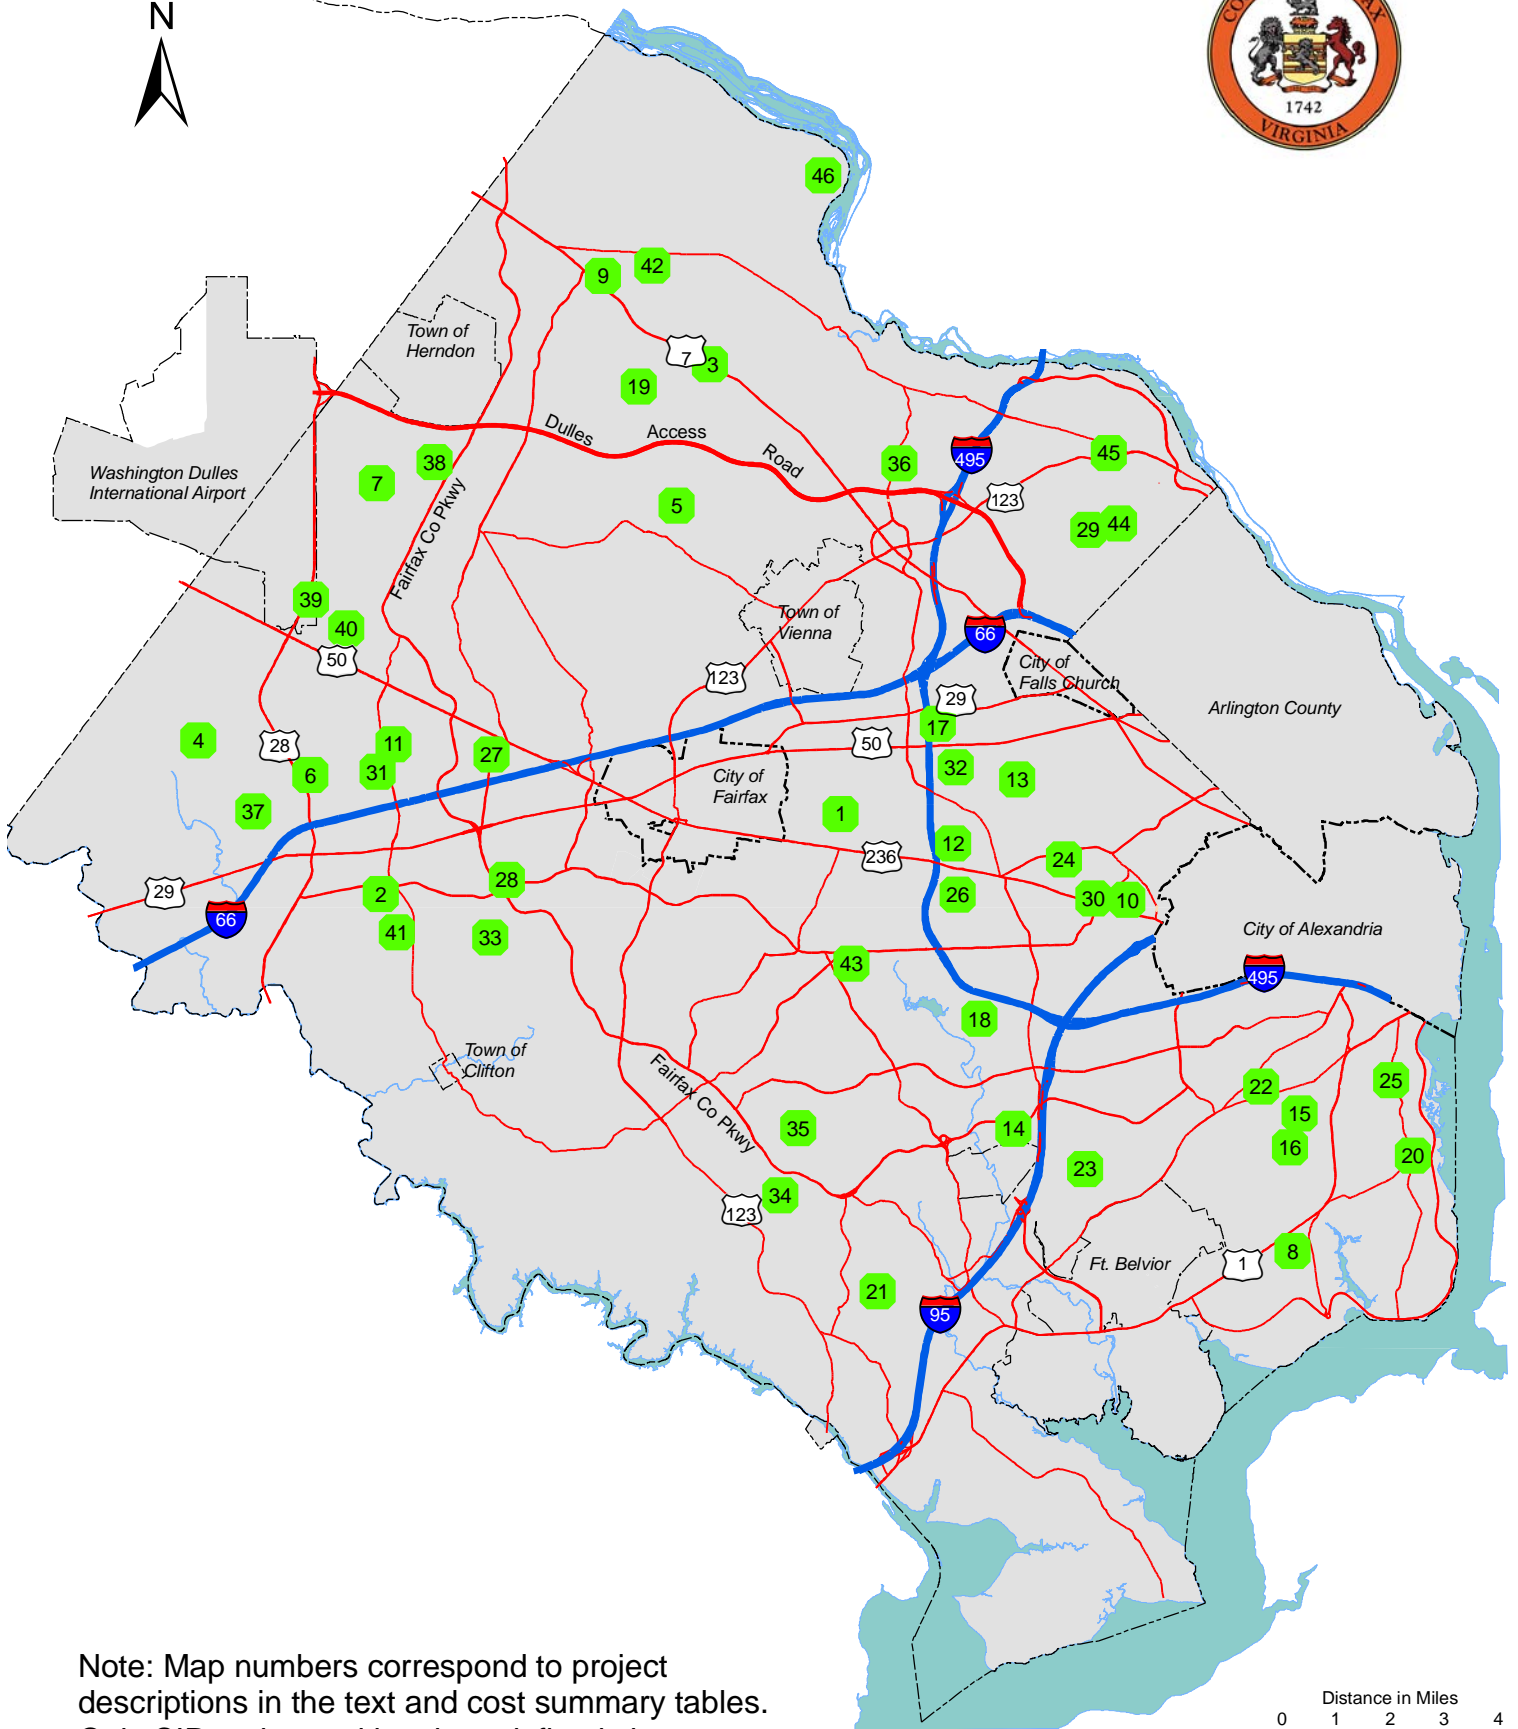 N
1742
VIRGINIA
46
9
42
Town of
Herndon
7
3
19
Dulles Access Road
38
7
Washington Dulles
International Airport
Fairfax Co Pkwy
5
36
495
45
123
29
44
39
40
50
Town of
Vienna
66
City of
Falls Church
123
29
17
Arlington County
4
28
11
27
50
6
31
32
13
City of
Fairfax
37
1
12
236
24
29
2
28
26
30
10
66
41
33
City of Alexandria
43
495
18
Town of
Clifton
Fairfax Co Pkwy
22
25
15
35
14
16
20
23
34
123
8
Ft. Belvior
1
21
95
Note: Map numbers correspond to project
descriptions in the text and cost summary tables.
Distance in Miles
0 1 2 3 4